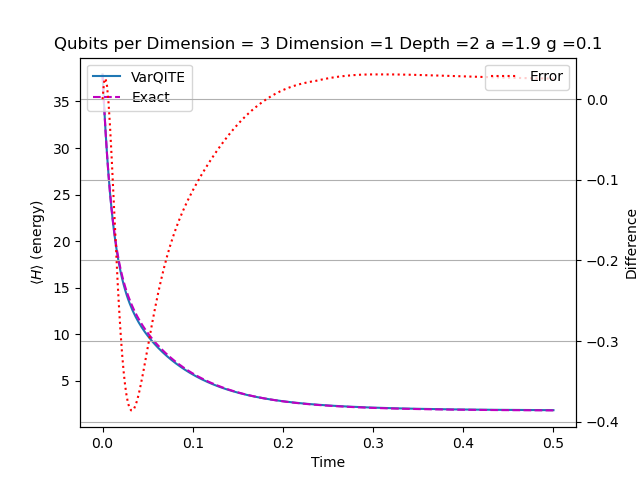 Qubits per Dimension = 3 Dimension =1 Depth =2 a =1.9 g =0.1
VarQITE
Exact
Error
35
30
25
20
15
10
5
⟨H⟩ (energy)
0.0
−0.1
−0.2
−0.3
−0.4
Difference
0.0 0.1 0.2 0.3 0.4 0.5
Time